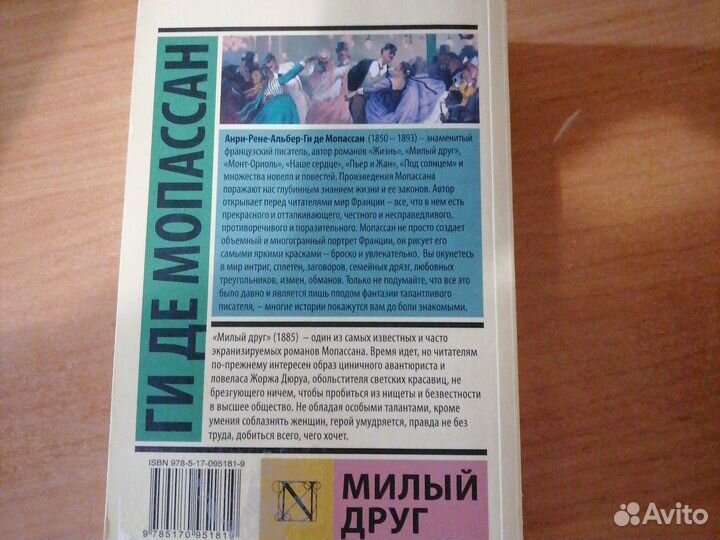 ГИ ДЕ МОПАССАН
Анри-Рене-Альбер-Ги де Мопассан (1850 – 1893) – знаменитый
французский писатель, автор романов «Жизнь», «Милый друг»,
«Монт-Ориоль», «Наше сердце», «Пьер и Жан», «Под солнцем» и
множества новелл и повестей. Произведения Мопассана
поражают нас глубинным знанием жизни и ее законов. Автор
открывает перед читателями мир Франции – все, что в нем есть
прекрасного и отталкивающего, честного и несправедливого,
противоречивого и поразительного. Мопассан не просто создает
объемный и многогранный портрет Франции, он рисует его
самыми яркими красками – броско и увлекательно. Вы окунетесь
в мир интриг, сплетен, заговоров, семейных дрязг, любовных
треугольников, измен, обманов. Только не подумайте, что все это
было давно и является лишь плодом фантазии талантливого
писателя, – многие истории покажутся вам до боли знакомыми.
«Милый друг» (1885) – один из самых известных и часто
экранизируемых романов Мопассана. Время идет, но читателям
по-прежнему интересен образ циничного авантюриста и
ловеласа Жоржа Дюруа, обольстителя светских красавиц, не
брезгующего ничем, чтобы пробиться из нищеты и безвестности
в высшее общество. Не обладая особыми талантами, кроме
умения соблазнять женщин, герой умудряется, правда не без
труда, добиться всего, чего хочет.
ISBN 978-5-17-095181-9
9 785170 951819
N
МИЛЫЙ
ДРУГ
Avito